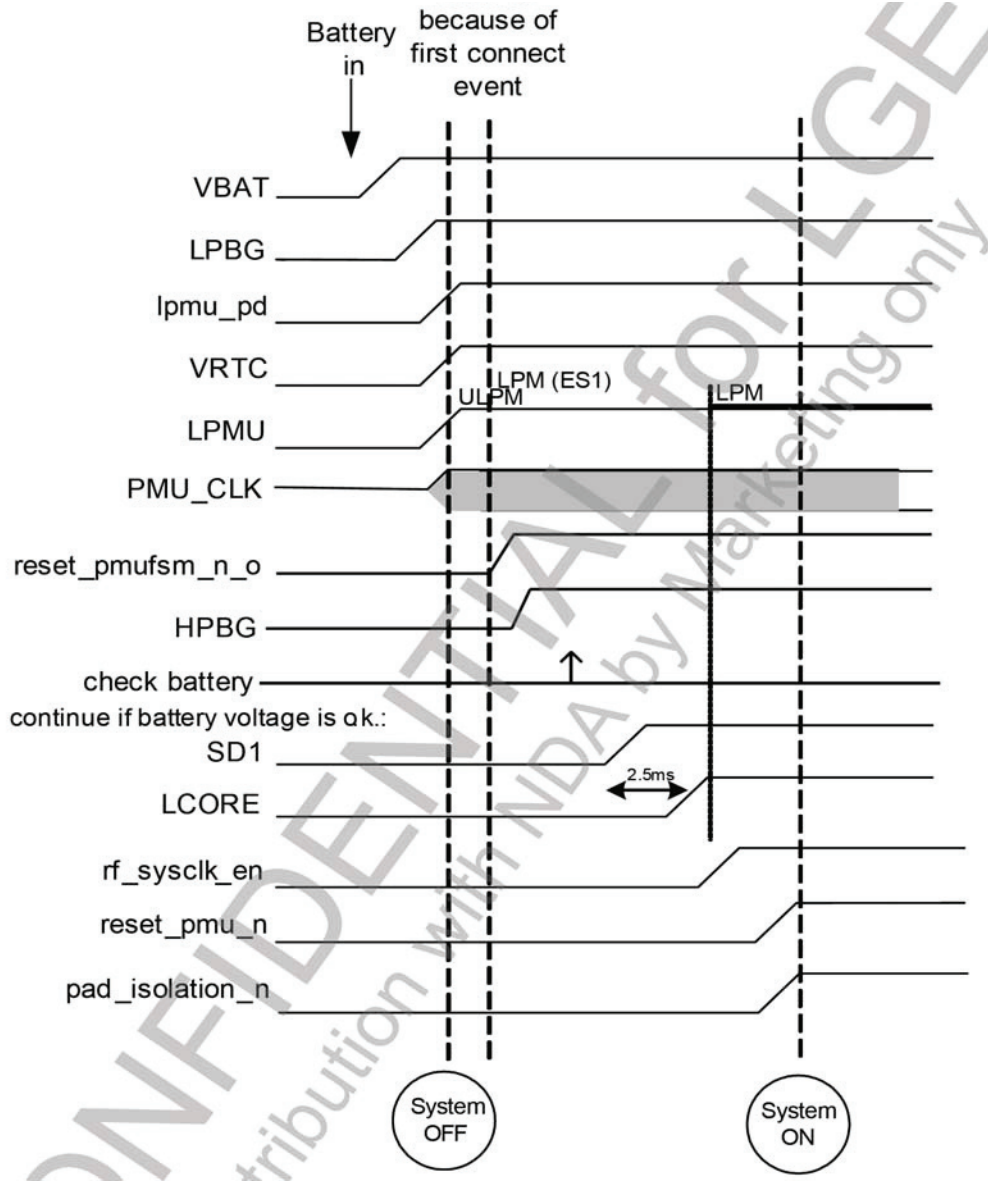 because of
first connect
event
Battery
in
VBAT
LPBG
lpmu_pd
VRTC
LPM (ES1)
ULPM
LPM
LPMU
PMU_CLK
reset_pmufsm_n_o
HPBG
check battery
continue if battery voltage is ok.:
SD1
2.5ms
LCORE
rf_sysclk_en
reset_pmu_n
pad_isolation_n
System
OFF
System
ON
ONFIDENTIAL for LGE
tribution with NDA by Marketing only